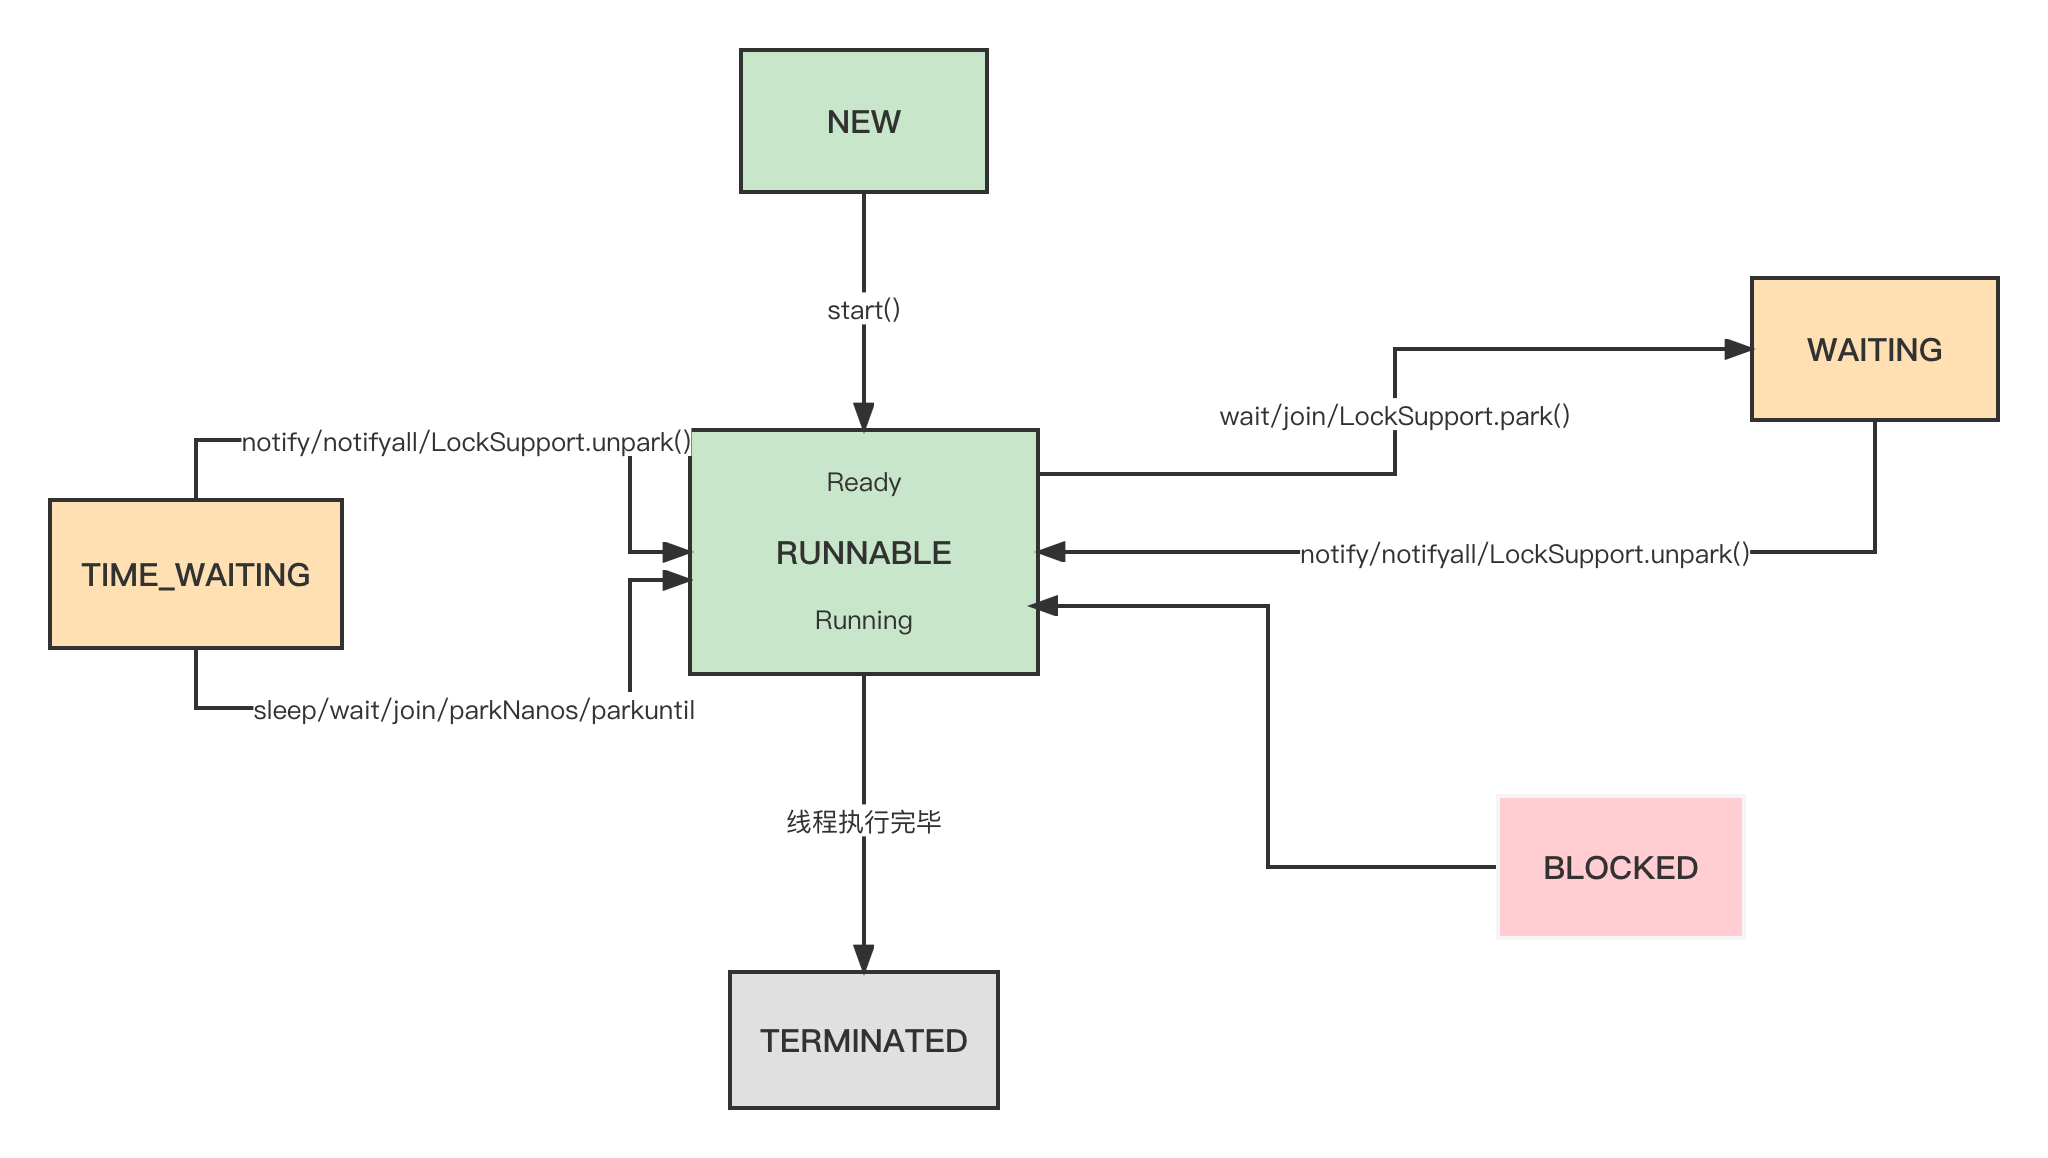 NEW
start()
WAITING
wait/join/LockSupport.park()
notify/notifyall/LockSupport.unpark()
Ready
RUNNABLE
notify/notifyall/LockSupport.unpark()
TIME_WAITING
Running
sleep/wait/join/parkNanos/parkuntil
线程执行完毕
BLOCKED
TERMINATED